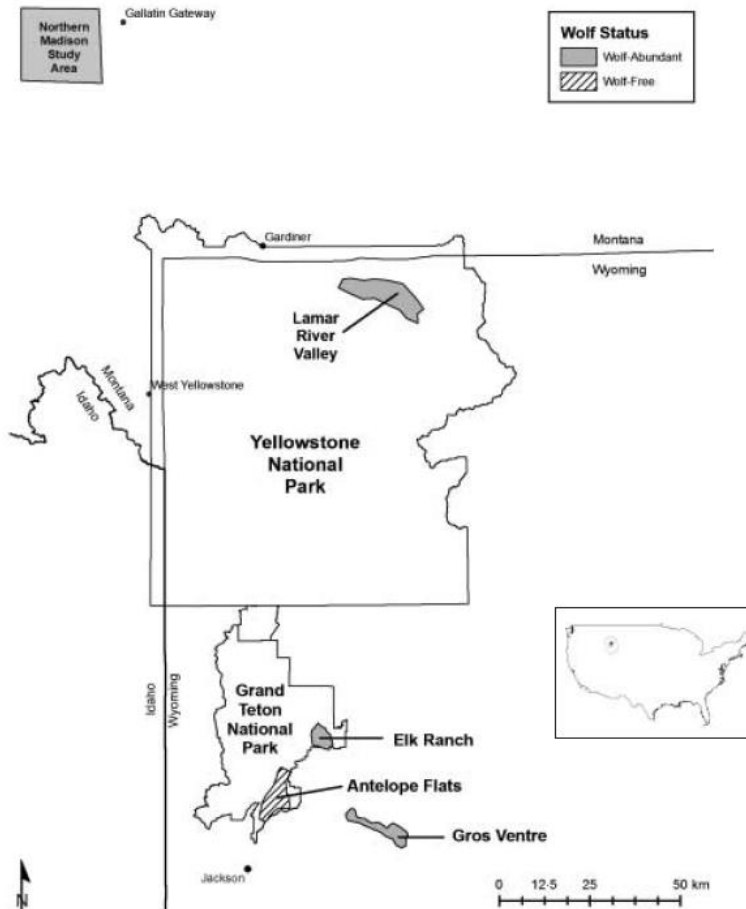 Northern
Madison
Study
Area
Gallatin Gateway
Wolf Status
Wolf-Abundant
Wolf-Free
Gardiner
Montana
Wyoming
Lamar
River
Valley
Montana
Idaho
West Yellowstone
Yellowstone
National
Park
Idaho
Wyoming
Grand
Teton
National
Park
Elk Ranch
Antelope Flats
Gros Ventre
Jackson
N
0 12·5 25 50 km